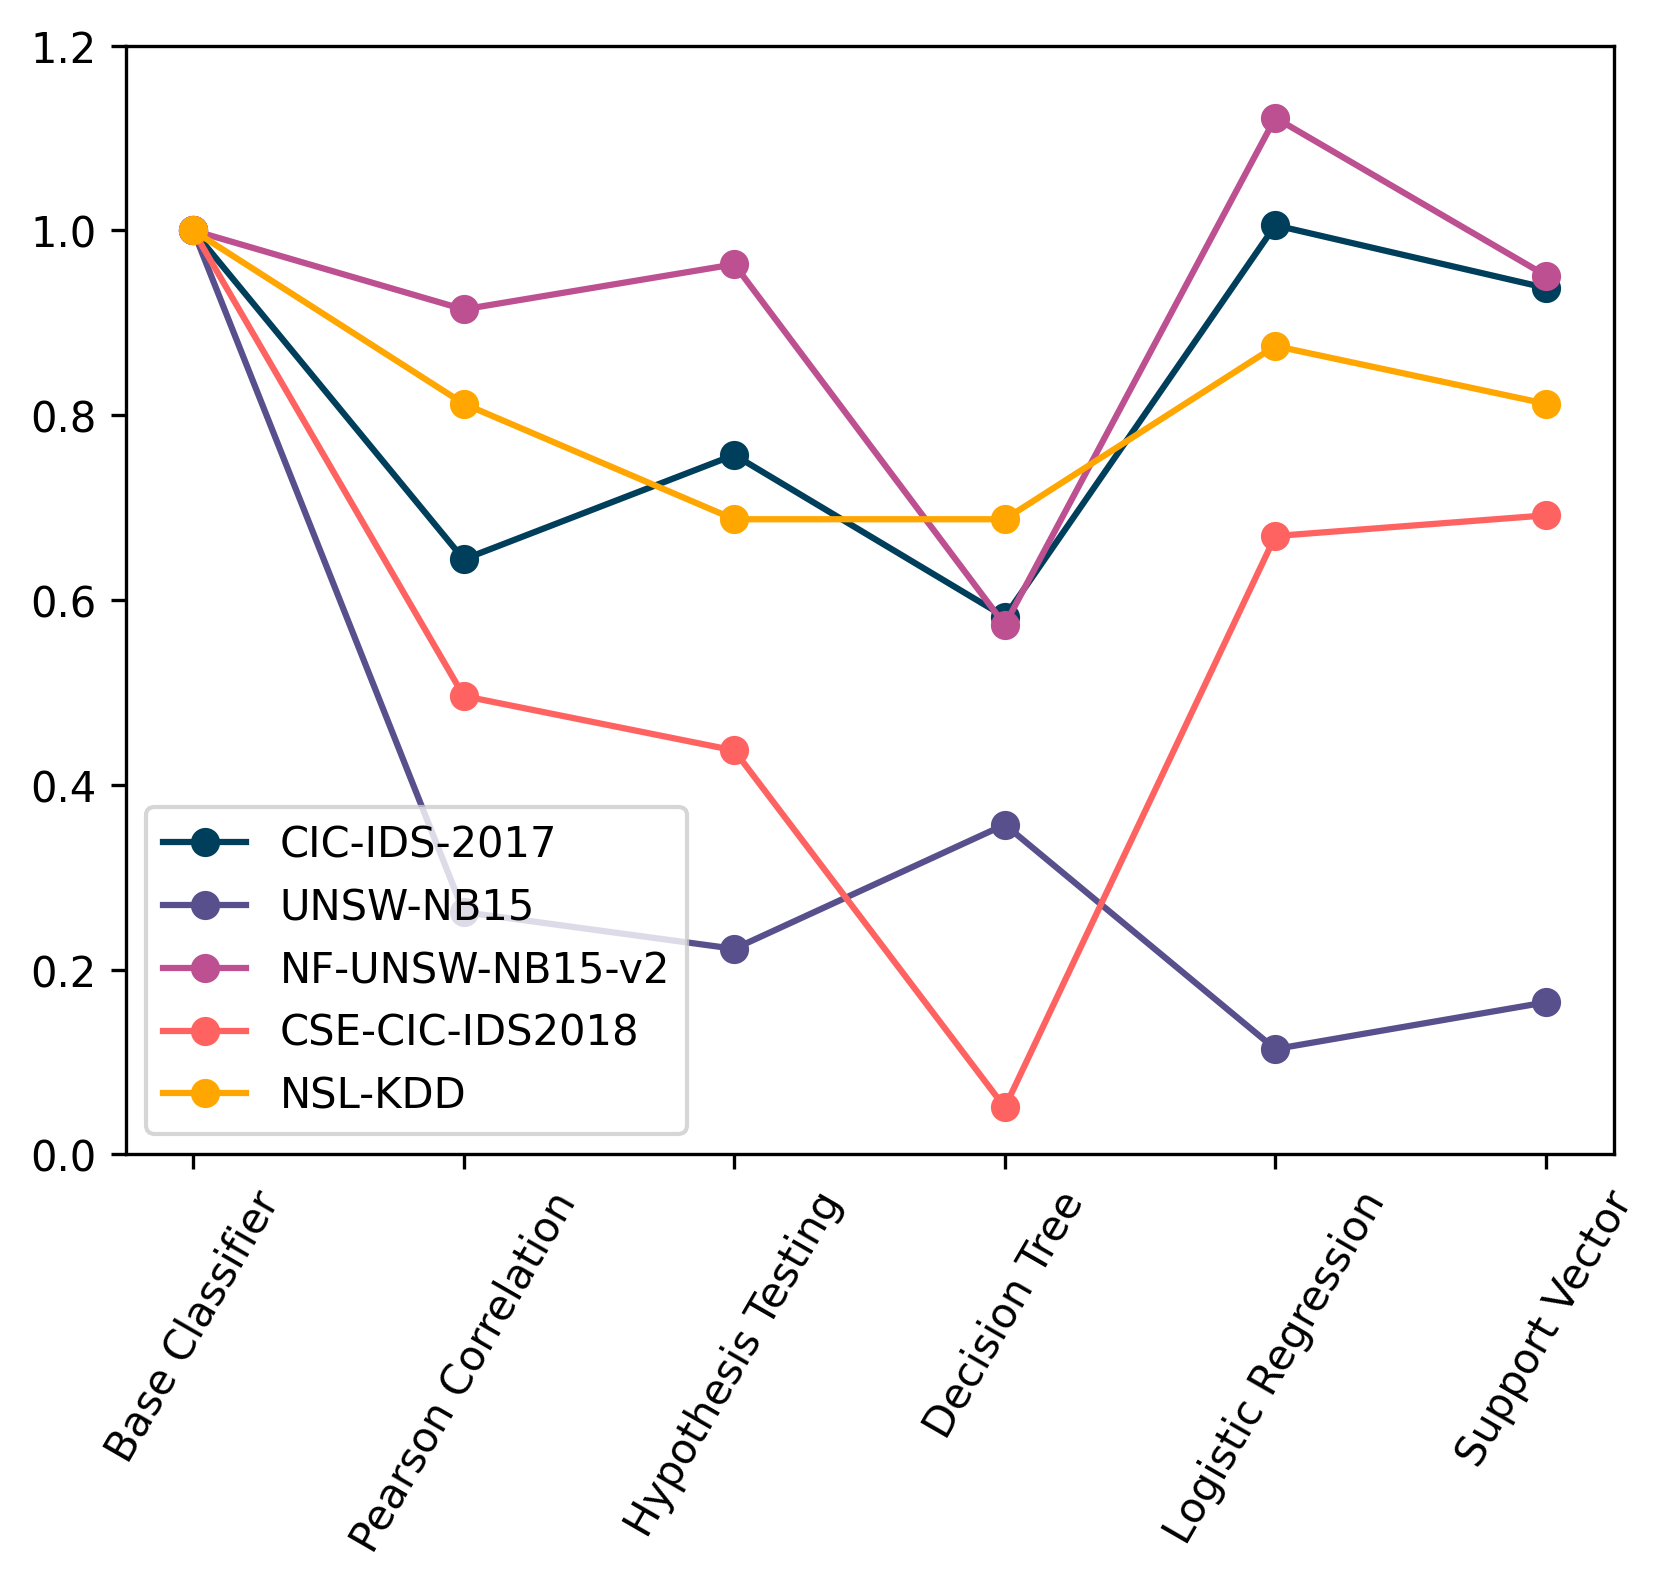 1.2
1.0
0.8
0.6
0.4
0.2
0.0
CIC-IDS-2017
UNSW-NB15
NF-UNSW-NB15-v2
CSE-CIC-IDS2018
NSL-KDD
Base Classifier
Pearson Correlation
Hypothesis Testing
Decision Tree
Logistic Regression
Support Vector